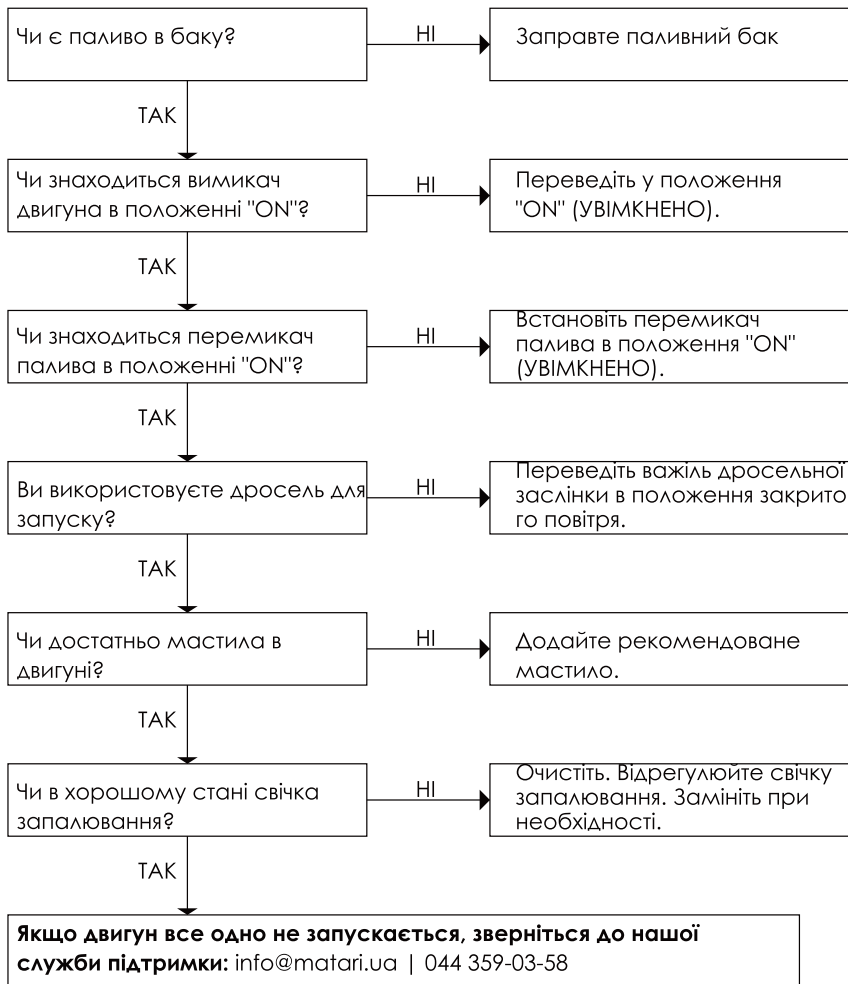 Чи є паливо в баку?
НІ
Заправте паливний бак
ТАК
Чи знаходиться вимикач
двигуна в положенні "ON"?
НІ
Переведіть у положення
"ON" (УВІМКНЕНО).
ТАК
Чи знаходиться перемикач
палива в положенні "ON"?
НІ
Встановіть перемикач
палива в положення "ON"
(УВІМКНЕНО).
ТАК
Ви використовуєте дросель для
запуску?
НІ
Переведіть важіль дросельної
заслінки в положення закрито
го повітря.
ТАК
Чи достатньо мастила в
двигуні?
НІ
Додайте рекомендоване
мастило.
ТАК
Чи в хорошому стані свічка
запалювання?
НІ
Очистіть. Відрегулюйте свічку
запалювання. Замініть при
необхідності.
ТАК
Якщо двигун все одно не запускається, зверніться до нашої
служби підтримки: info@matari.ua | 044 359-03-58